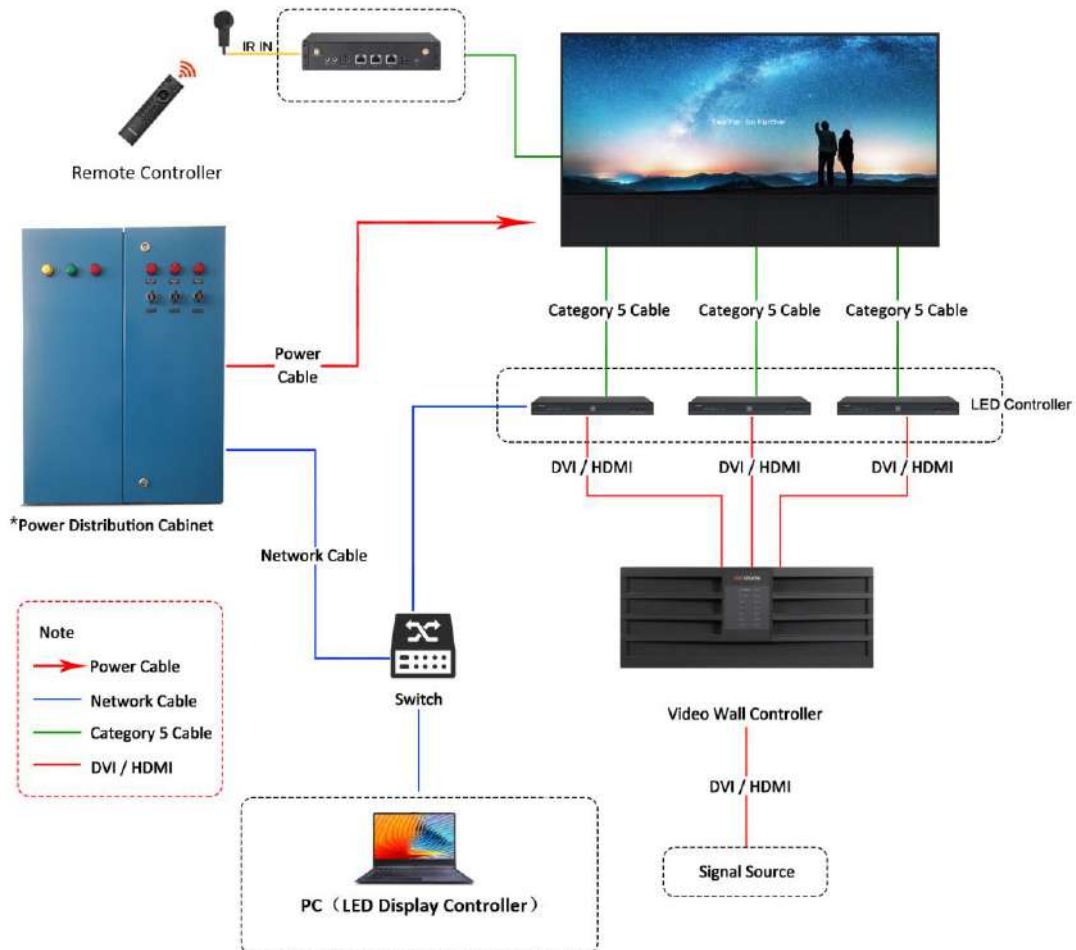 IR IN
Remote Controller
Category 5 Cable
Category 5 Cable
Category 5 Cable
Power
Cable
LED Controller
DVI / HDMI
DVI / HDMI
DVI / HDMI
*Power Distribution Cabinet
Network Cable
Note
Power Cable
Network Cable
Category 5 Cable
DVI / HDMI
Switch
Video Wall Controller
DVI / HDMI
Signal Source
PC（LED Display Controller）